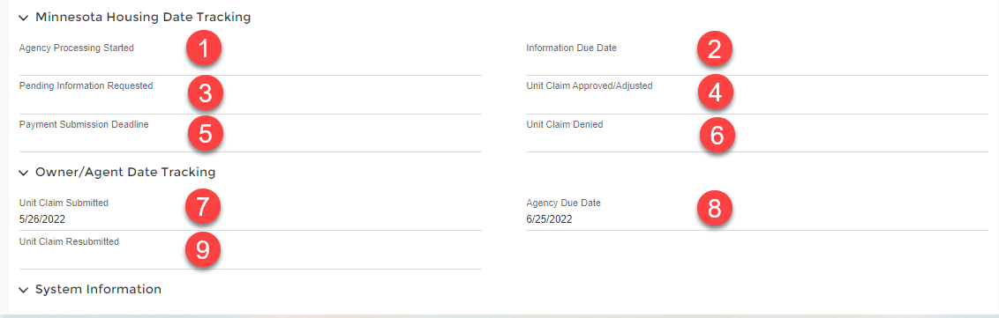 Minnesota Housing Date Tracking
Agency Processing Started 1
Information Due Date 2
Pending Information Requested 3
Unit Claim Approved/Adjusted 4
Payment Submission Deadline 5
Unit Claim Denied 6
Owner/Agent Date Tracking
Unit Claim Submitted 7
5/26/2022
Agency Due Date 8
6/25/2022
Unit Claim Resubmitted 9
System Information